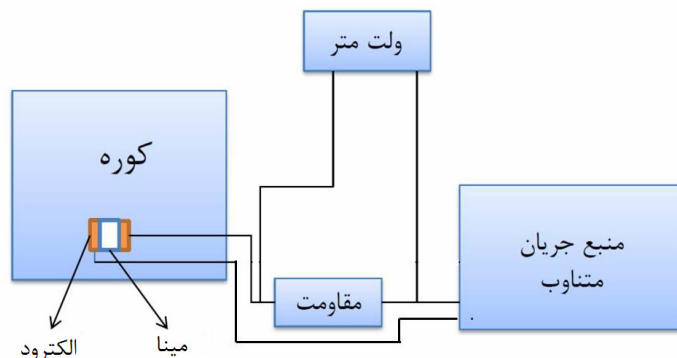 ولت متر
کوره
منبع جریان
متناوب
مقاومت
مینا
الکترود